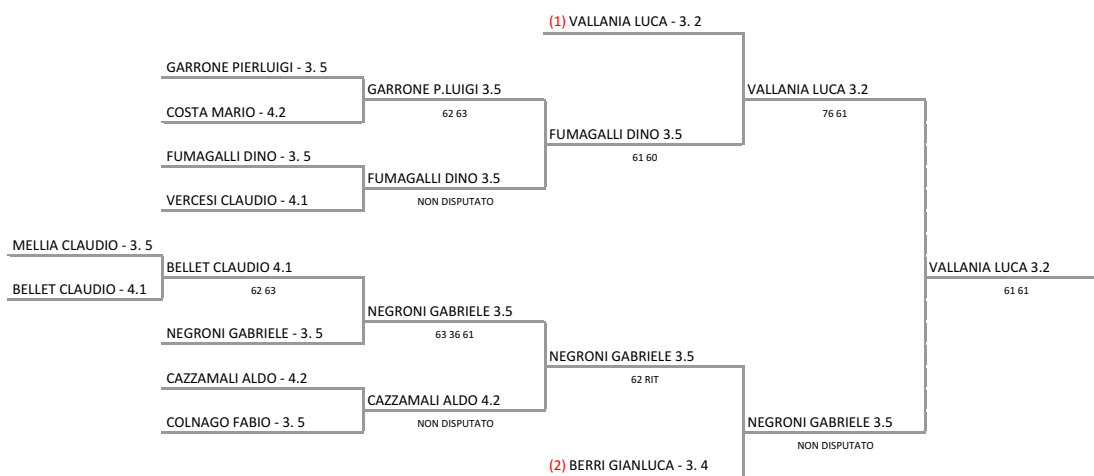 (1) VALLANIA LUCA - 3. 2
GARRONE PIERLUIGI - 3. 5
GARRONE P.LUIGI 3.5
VALLANIA LUCA 3.2
COSTA MARIO - 4.2
62 63
76 61
FUMAGALLI DINO 3.5
FUMAGALLI DINO - 3. 5
61 60
FUMAGALLI DINO 3.5
VERCESI CLAUDIO - 4.1
NON DISPUTATO
MELLIA CLAUDIO - 3. 5
BELLET CLAUDIO 4.1
VALLANIA LUCA 3.2
BELLET CLAUDIO - 4.1
62 63
61 61
NEGRONI GABRIELE 3.5
NEGRONI GABRIELE - 3. 5
63 36 61
NEGRONI GABRIELE 3.5
CAZZAMALI ALDO - 4.2
62 RIT
CAZZAMALI ALDO 4.2
COLNAGO FABIO - 3. 5
NON DISPUTATO
NEGRONI GABRIELE 3.5
NON DISPUTATO
(2) BERRI GIANLUCA - 3. 4